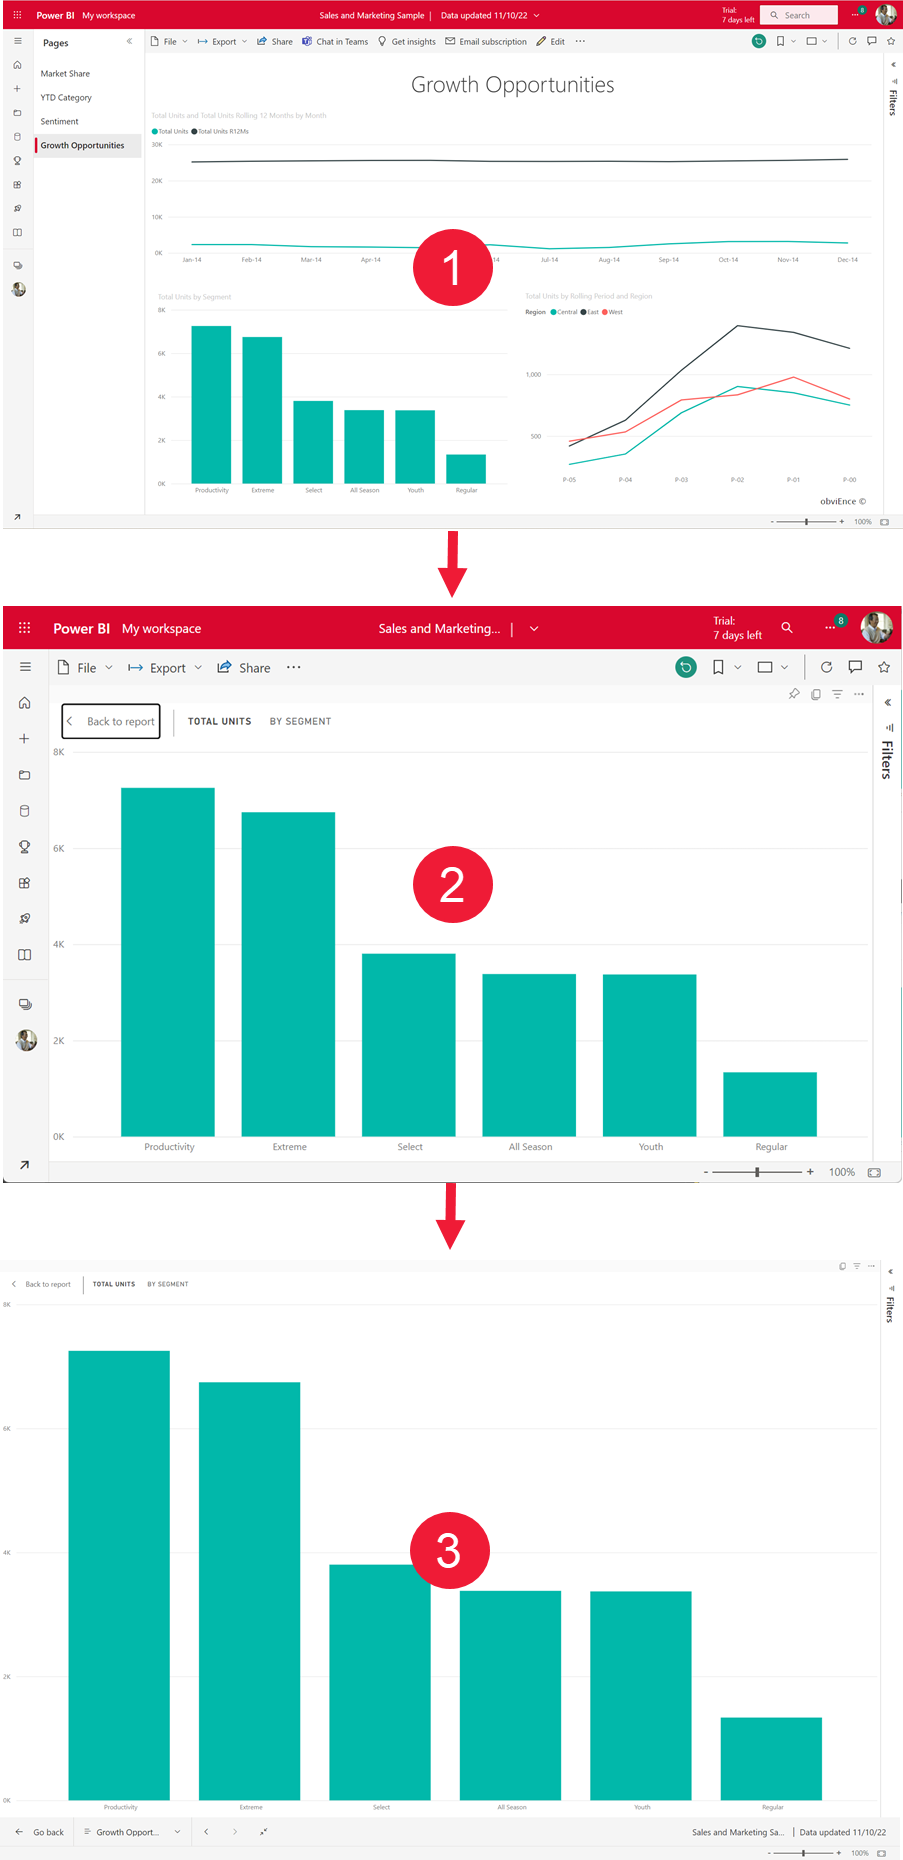 Power BI My workspace Sales and Marketing Sample | Data updated 11/10/22 Trial: 7 days left Search 8
Pages File Export Share Chat in Teams Get insights Email subscription Edit ...
Market Share
YTD Category
Sentiment
Growth Opportunities
Filters
Growth Opportunities
Total Units and Total Units Rolling 12 Months by Month
Total Units Total Units R12Ms
30K
20K
10K
0K
Jan-14 Feb-14 Mar-14 Apr-14 Jul-14 Aug-14 Sep-14 Oct-14 Nov-14 Dec-14
1
Total Units by Segment
8K
6K
4K
2K
0K
Productivity Extreme Select All Season Youth Regular
Total Units by Rolling Period and Region
Region Central East West
1,000
500
P-05 P-04 P-03 P-02 P-01 P-00
obviEnce ©
- + 100%
Power BI My workspace Sales and Marketing... | Trial: 7 days left ... 8
File Export Share ...
Back to report TOTAL UNITS BY SEGMENT
Filters
8K
6K
4K
2K
0K
2
Productivity Extreme Select All Season Youth Regular
- + 100%
Back to report TOTAL UNITS BY SEGMENT
Filters
8K
6K
4K
2K
0K
3
Productivity Extreme Select All Season Youth Regular
Go back Growth Opport... Sales and Marketing Sa... | Data updated 11/10/22
- + 100%